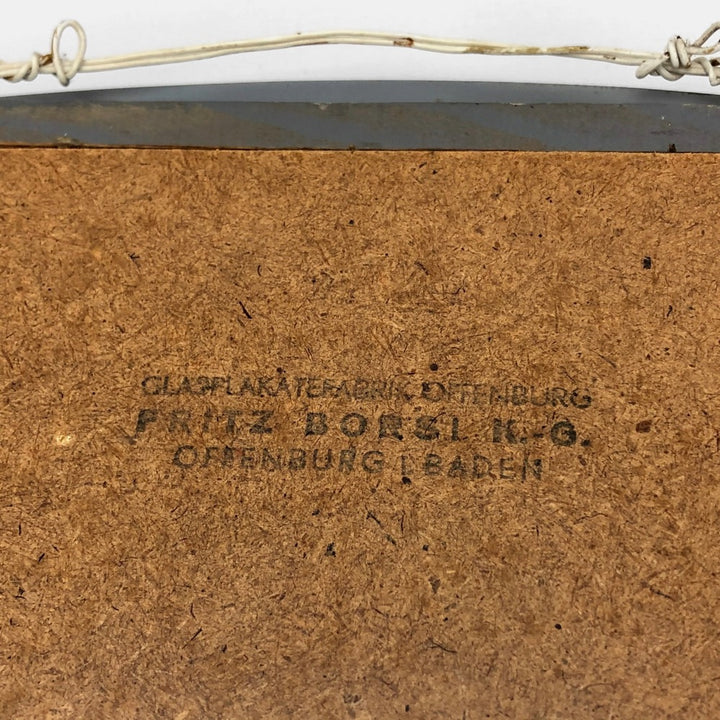 GLASPLAKATEFABRIK OFFENBURG
FRITZ BORSI K.-G.
OFFENBURG I BADEN